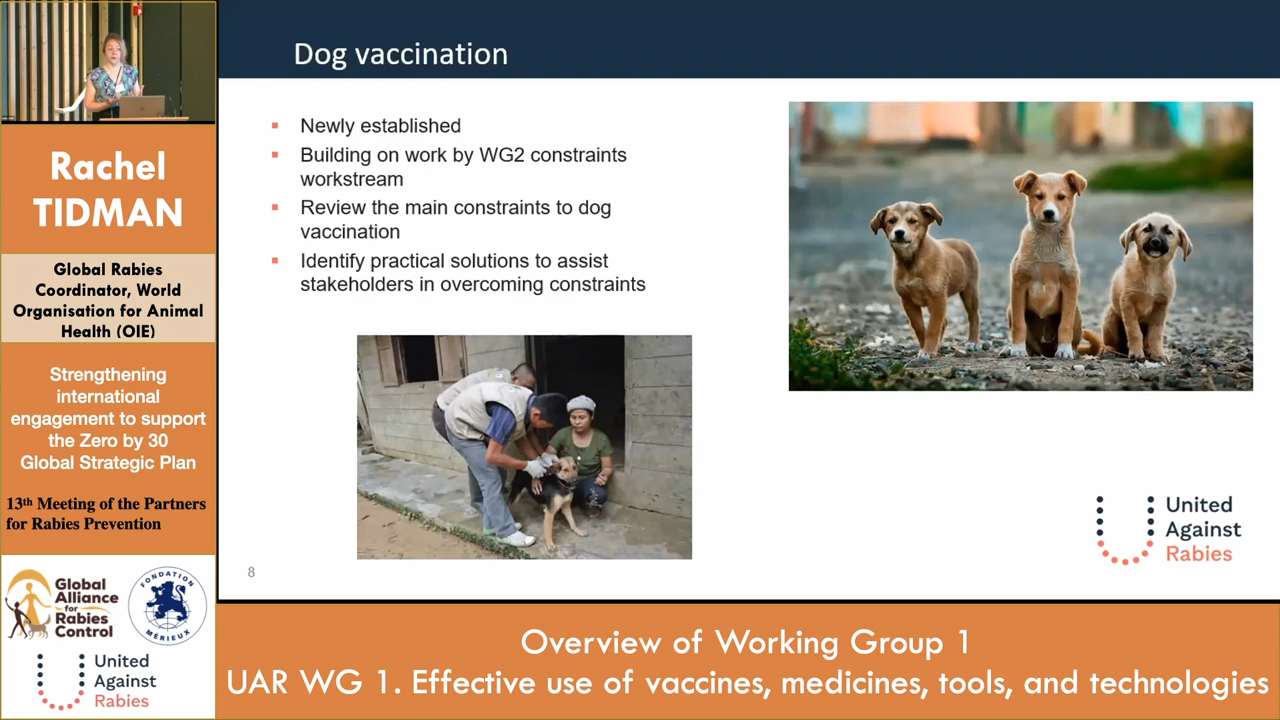 Rachel
TIDMAN
Global Rabies
Coordinator, World
Organisation for Animal
Health (OIE)
Strengthening
international
engagement to support
the Zero by 30
Global Strategic Plan
13th Meeting of the Partners
for Rabies Prevention
Global
Alliance
for
Rabies
Control
FONDATION
MÉRIEUX
United
Against
Rabies
Dog vaccination
▪ Newly established
▪ Building on work by WG2 constraints
workstream
▪ Review the main constraints to dog
vaccination
▪ Identify practical solutions to assist
stakeholders in overcoming constraints
United
Against
Rabies
8
Overview of Working Group 1
UAR WG 1. Effective use of vaccines, medicines, tools, and technologies